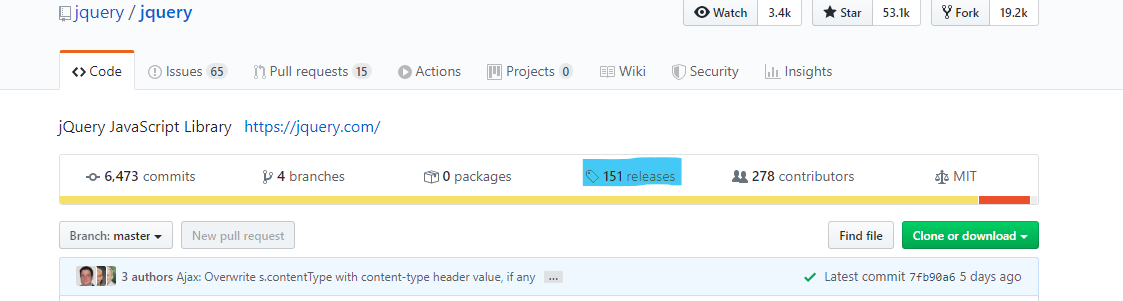 jquery / jquery Watch 3.4k Star 53.1k Fork 19.2k
Code Issues 65 Pull requests 15 Actions Projects 0 Wiki Security Insights
jQuery JavaScript Library https://jquery.com/
6,473 commits 4 branches 0 packages 151 releases 278 contributors MIT
Branch: master New pull request Find file Clone or download
3 authors Ajax: Overwrite s.contentType with content-type header value, if any ... Latest commit 7fb90a6 5 days ago